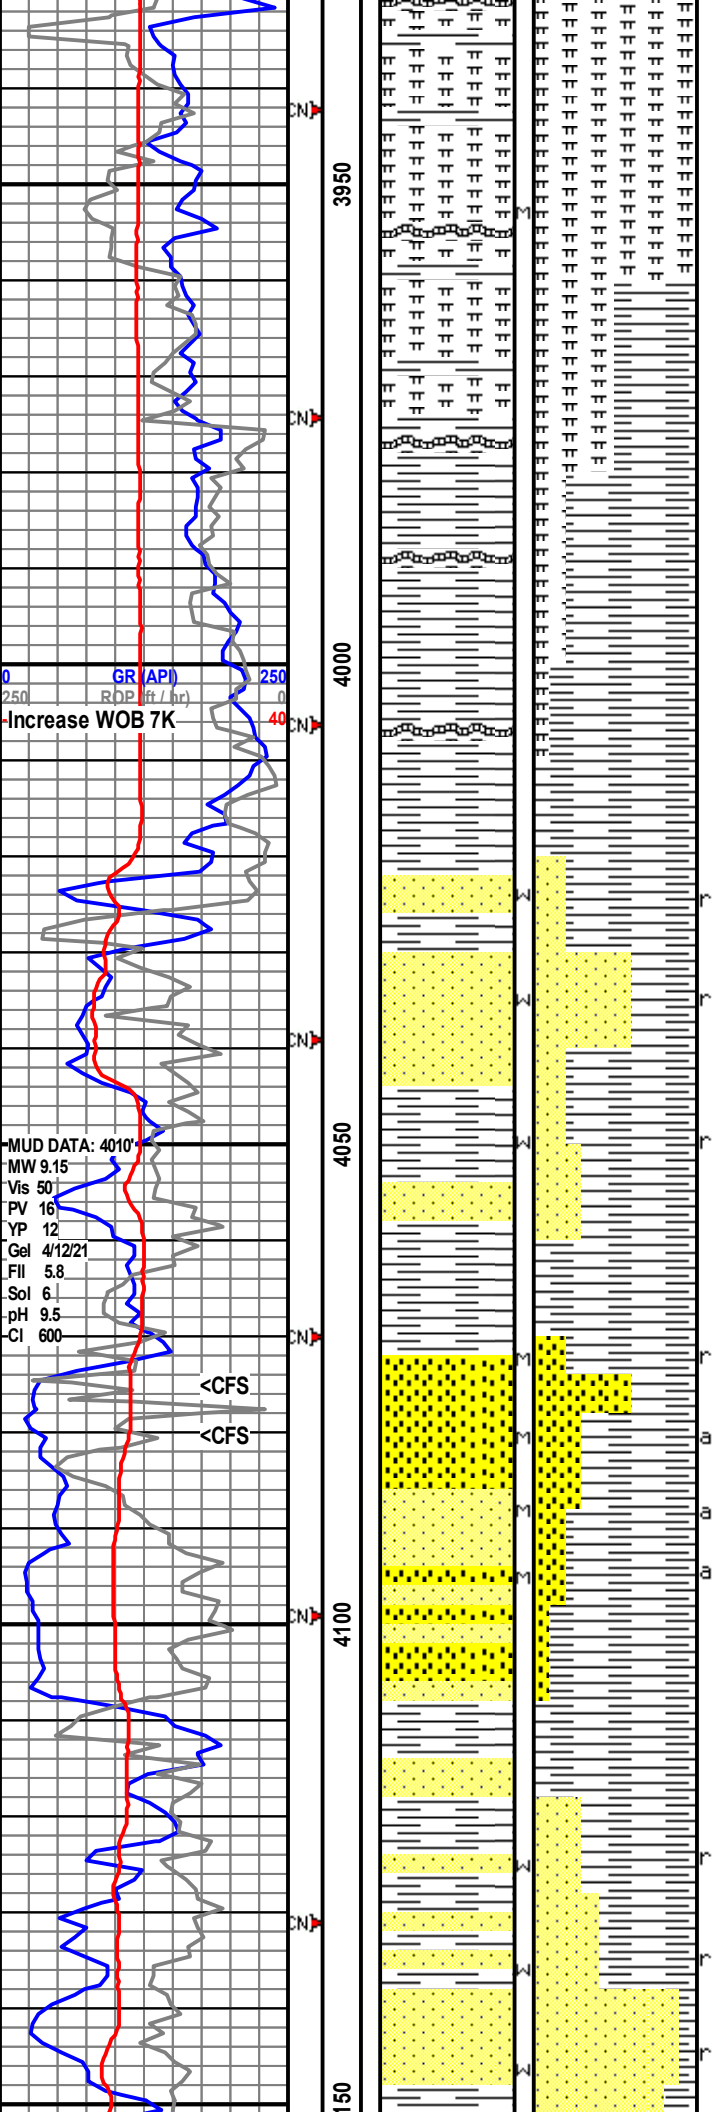 CN]
3950
M
CN]
4000
0 GR (API) 250
250 ROP (ft / hr) 0
-Increase WOB 7K 40
CN]
r
r
CN]
4050
MUD DATA: 4010'
r
MW 9.15
Vis 50
PV 16
YP 12
Gel 4/12/21
Fll 5.8
Sol 6
pH 9.5
Cl 600
CN]
M r
<CFS
<CFS
M a
M a
M a
CN]
4100
r
CN]
r
r
150